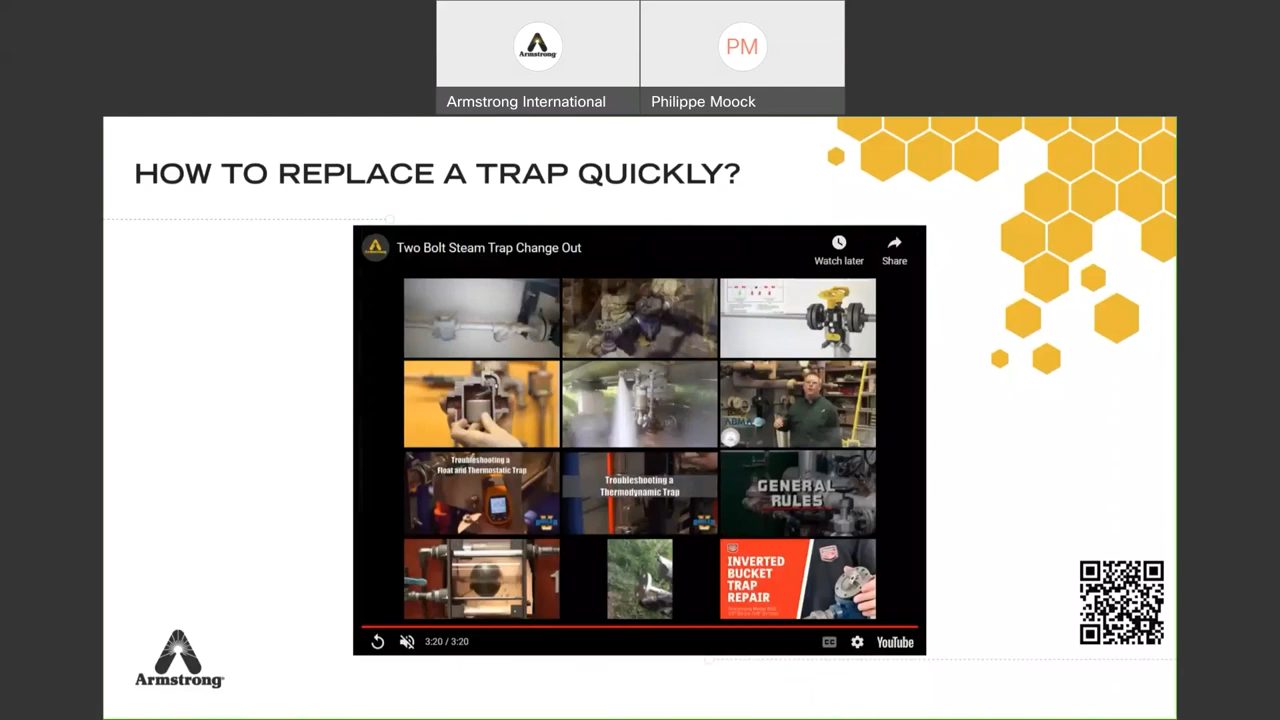 Armstrong
PM
Armstrong International
Philippe Moock
HOW TO REPLACE A TRAP QUICKLY?
Two Bolt Steam Trap Change Out
Watch later
Share
Troubleshooting a
Float and Thermostatic Trap
Troubleshooting a
Thermodynamic Trap
GENERAL
RULES
INVERTED
BUCKET
TRAP
REPAIR
3:20 / 3:20
CC
YouTube
Armstrong